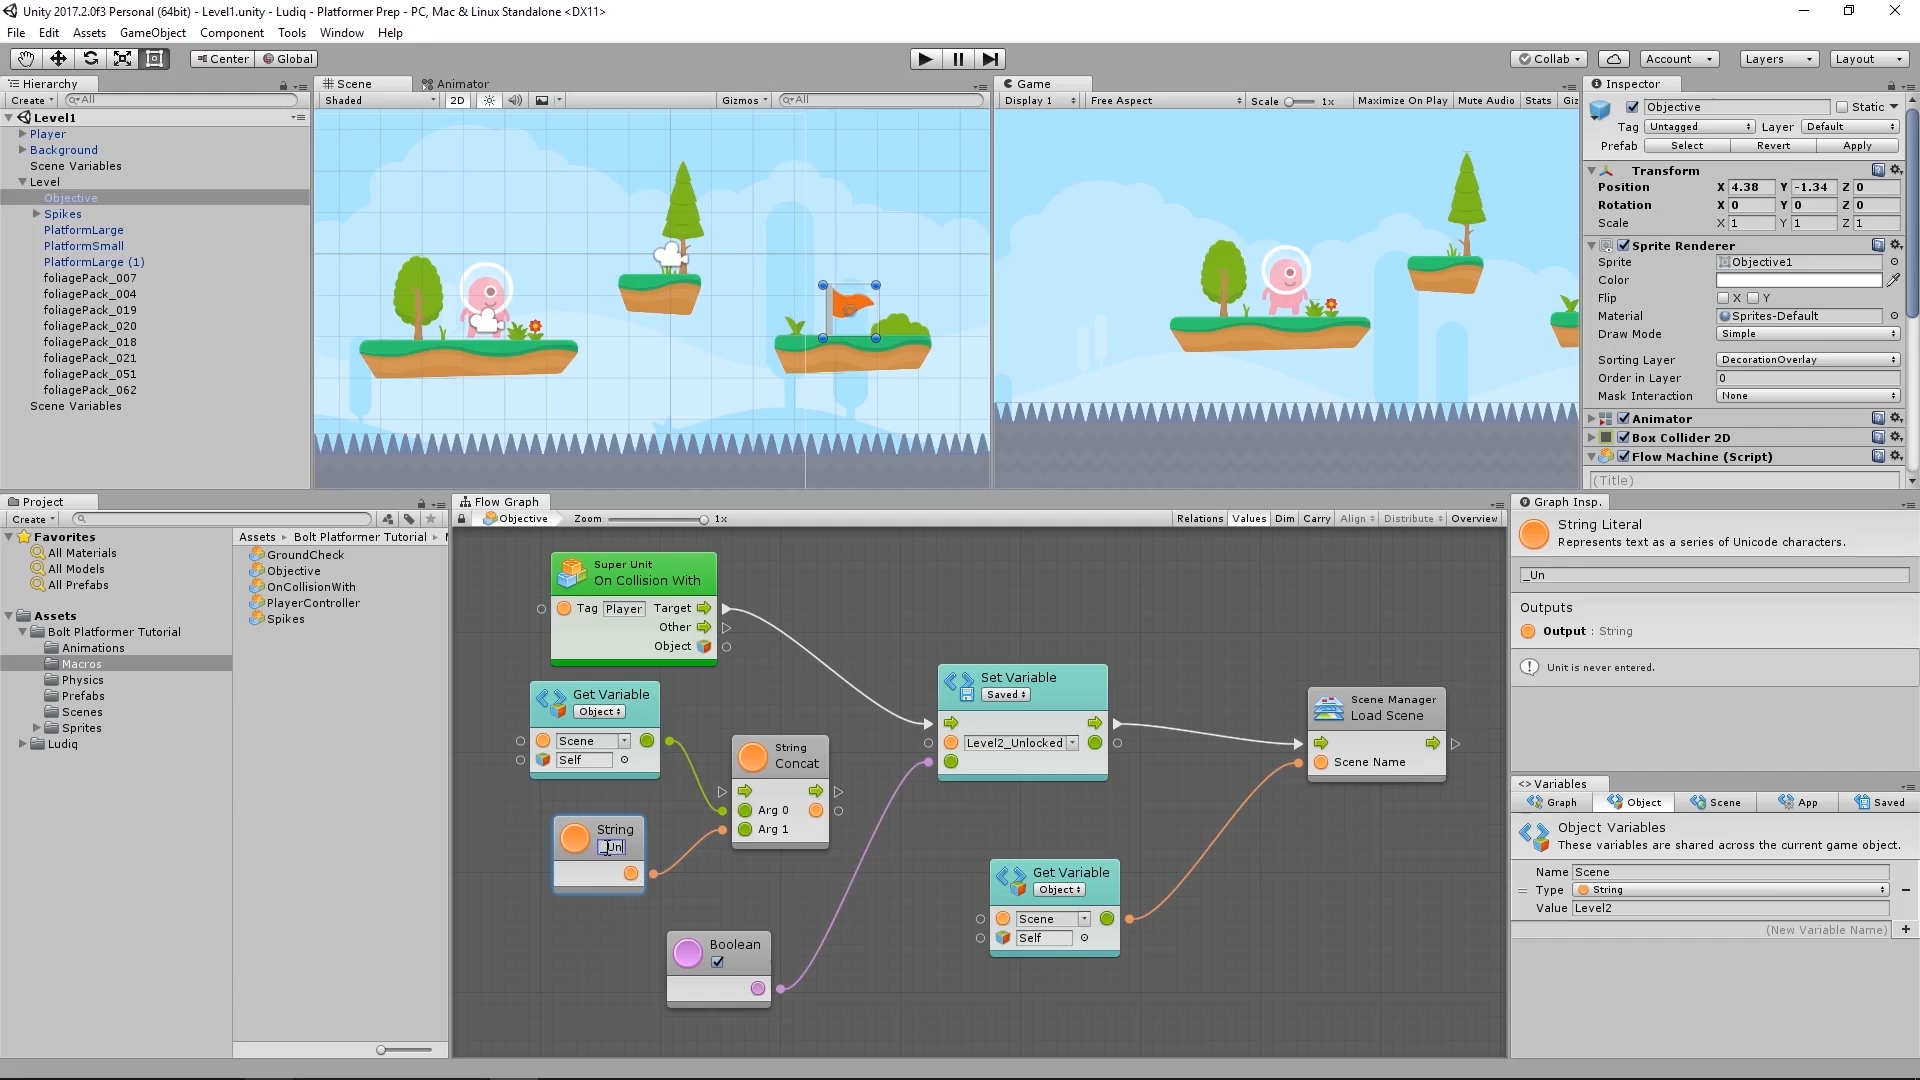 Unity 2017.2.0f3 Personal (64bit) - Level1.unity - Ludiq - Platformer Prep - PC, Mac & Linux Standalone <DX11>
File Edit Assets GameObject Component Tools Window Help
Center Global
Collab Account Layers Layout
Hierarchy
Create All
Level1
Player
Background
Scene Variables
Level
Objective
Spikes
PlatformLarge
PlatformSmall
PlatformLarge (1)
foliagePack_007
foliagePack_004
foliagePack_019
foliagePack_020
foliagePack_018
foliagePack_021
foliagePack_051
foliagePack_062
Scene Variables
Scene Animator
Shaded 2D Gizmos All
Game
Display 1 Free Aspect Scale 1x Maximize On Play Mute Audio Stats Giz
Inspector
Objective Static
Tag Untagged Layer Default
Prefab Select Revert Apply
Transform
Position X 4.38 Y -1.34 Z 0
Rotation X 0 Y 0 Z 0
Scale X 1 Y 1 Z 1
Sprite Renderer
Sprite Objective1
Color
Flip X Y
Material Sprites-Default
Draw Mode Simple
Sorting Layer DecorationOverlay
Order in Layer 0
Mask Interaction None
Animator
Box Collider 2D
Flow Machine (Script)
(Title)
Project
Create
Favorites
All Materials
All Models
All Prefabs
Assets
Bolt Platformer Tutorial
Animations
Macros
Physics
Prefabs
Scenes
Sprites
Ludiq
Assets Bolt Platformer Tutorial
GroundCheck
Objective
OnCollisionWith
PlayerController
Spikes
Flow Graph
Objective Zoom 1x Relations Values Dim Carry Align Distribute Overview
Super Unit
On Collision With
Tag Player Target
Other
Object
Get Variable
Object
Scene
Self
String
Concat
Arg 0
Arg 1
String
_Un
Boolean
Set Variable
Saved
Level2_Unlocked
Get Variable
Object
Scene
Self
Scene Manager
Load Scene
Scene Name
Graph Insp.
String Literal
Represents text as a series of Unicode characters.
_Un
Outputs
Output : String
Unit is never entered.
Variables
Graph Object Scene App Saved
Object Variables
These variables are shared across the current game object.
Name Scene
Type String
Value Level2
(New Variable Name)